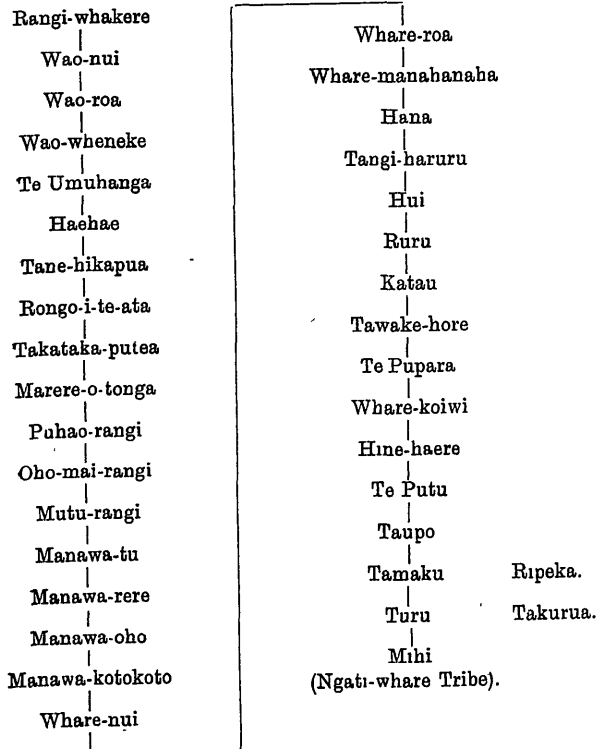 Rangi-whakere
Wao-nui
Wao-roa
Wao-wheneke
Te Umuhanga
Haehae
Tane-hikapua
Rongo-i-te-ata
Takataka-putea
Marere-o-tonga
Puhao-rangi
Oho-mai-rangi
Mutu-rangi
Manawa-tu
Manawa-rere
Manawa-oho
Manawa-kotokoto
Whare-nui
Whare-roa
Whare-manahanaha
Hana
Tangi-haruru
Hui
Ruru
Katau
Tawake-hore
Te Pupara
Whare-koiwi
Hine-haere
Te Putu
Taupo
Tamaku Ripeka.
Turu Takurua.
Mihi
(Ngati-whare Tribe).